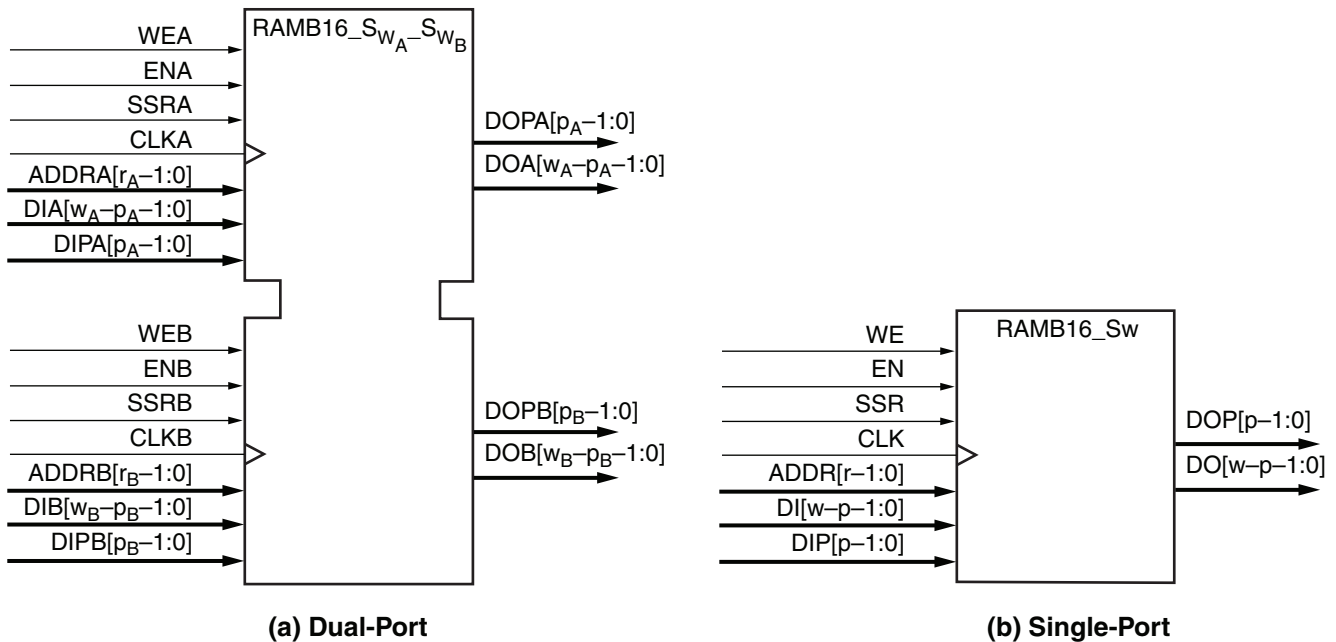 RAMB16_SWA_SWB
WEA
ENA
SSRA
CLKA
ADDRA[rA–1:0]
DIA[wA–pA–1:0]
DIPA[pA–1:0]
DOPA[pA–1:0]
DOA[wA–pA–1:0]
WEB
ENB
SSRB
CLKB
ADDRB[rB–1:0]
DIB[wB–pB–1:0]
DIPB[pB–1:0]
DOPB[pB–1:0]
DOB[wB–pB–1:0]
(a) Dual-Port
RAMB16_Sw
WE
EN
SSR
CLK
ADDR[r–1:0]
DI[w–p–1:0]
DIP[p–1:0]
DOP[p–1:0]
DO[w–p–1:0]
(b) Single-Port